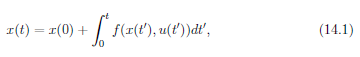 x(t) = x(0) + ∫₀ᵗ f(x(t′), u(t′))dt′, (14.1)